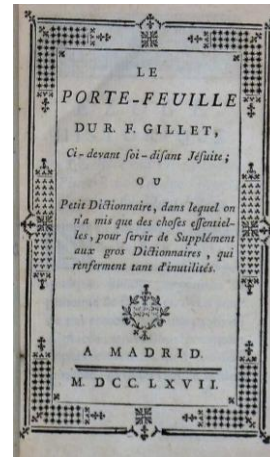 LE
PORTE-FEUILLE
DU R. F. GILLET,
Ci-devant ſoi-diſant Jéſuite;
OU
Petit Dictionnaire, dans lequel on
n'a mis que des choſes eſſentiel-
les, pour ſervir de Supplément
aux gros Dictionnaires, qui
renferment tant d'inutilités.
A MADRID.
M. DCC. LXVII.